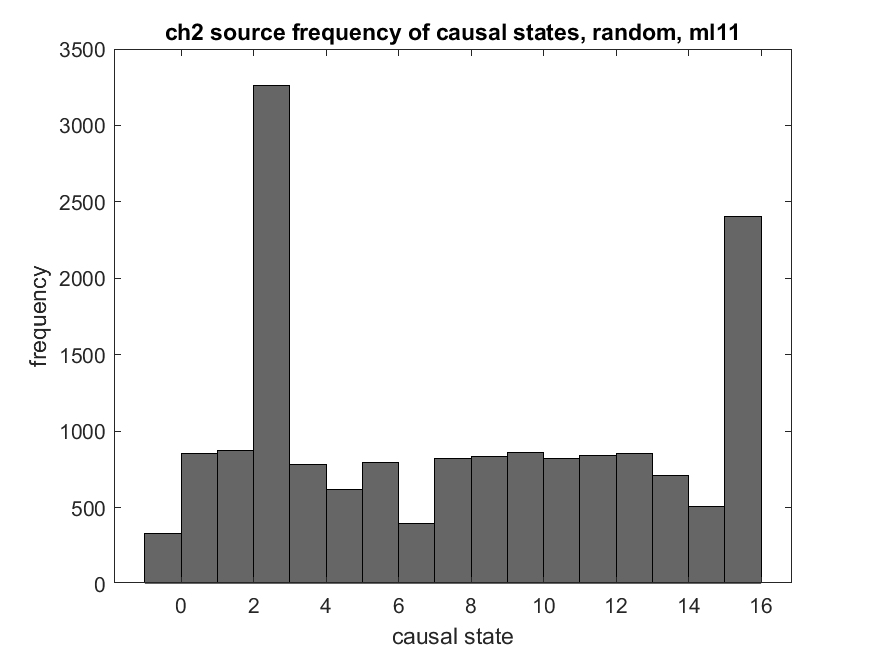 ch2 source frequency of causal states, random, ml11
3500
3000
2500
2000
1500
1000
500
0
frequency
0 2 4 6 8 10 12 14 16
causal state